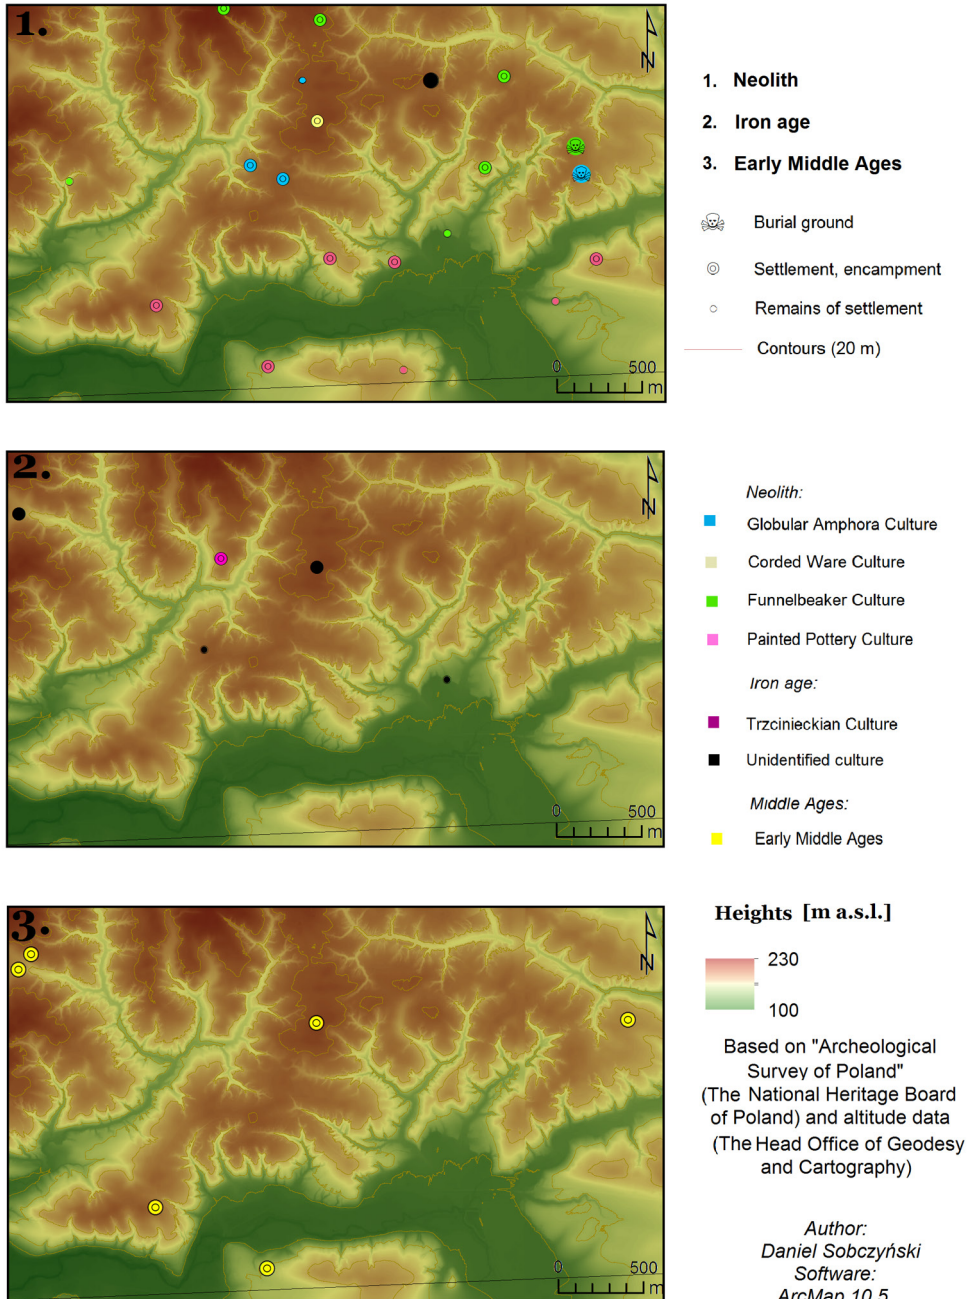 1.
N
0 500
m
1. Neolith
2. Iron age
3. Early Middle Ages
Burial ground
Settlement, encampment
Remains of settlement
Contours (20 m)
2.
N
0 500
m
Neolith:
Globular Amphora Culture
Corded Ware Culture
Funnelbeaker Culture
Painted Pottery Culture
Iron age:
Trzcinieckian Culture
Unidentified culture
Middle Ages:
Early Middle Ages
3.
N
0 500
m
Heights [m a.s.l.]
230
100
Based on "Archeological
Survey of Poland"
(The National Heritage Board
of Poland) and altitude data
(The Head Office of Geodesy
and Cartography)
Author:
Daniel Sobczyński
Software:
ArcMap 10.5